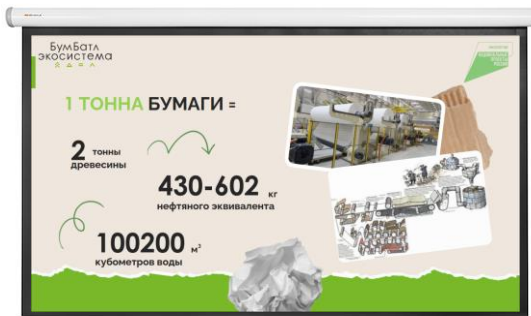 БумБатл
экосистема
1 ТОННА БУМАГИ =
2 тонны
древесины
430-602 кг
нефтяного эквивалента
100200 м³
кубометров воды